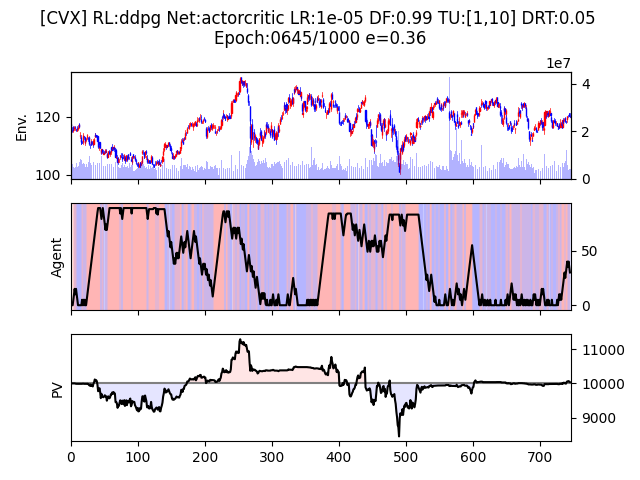 [CVX] RL:ddpg Net:actorcritic LR:1e-05 DF:0.99 TU:[1,10] DRT:0.05
Epoch:0645/1000 e=0.36
1e7
Env.
120
100
4
2
0
Agent
50
0
PV
11000
10000
9000
0 100 200 300 400 500 600 700